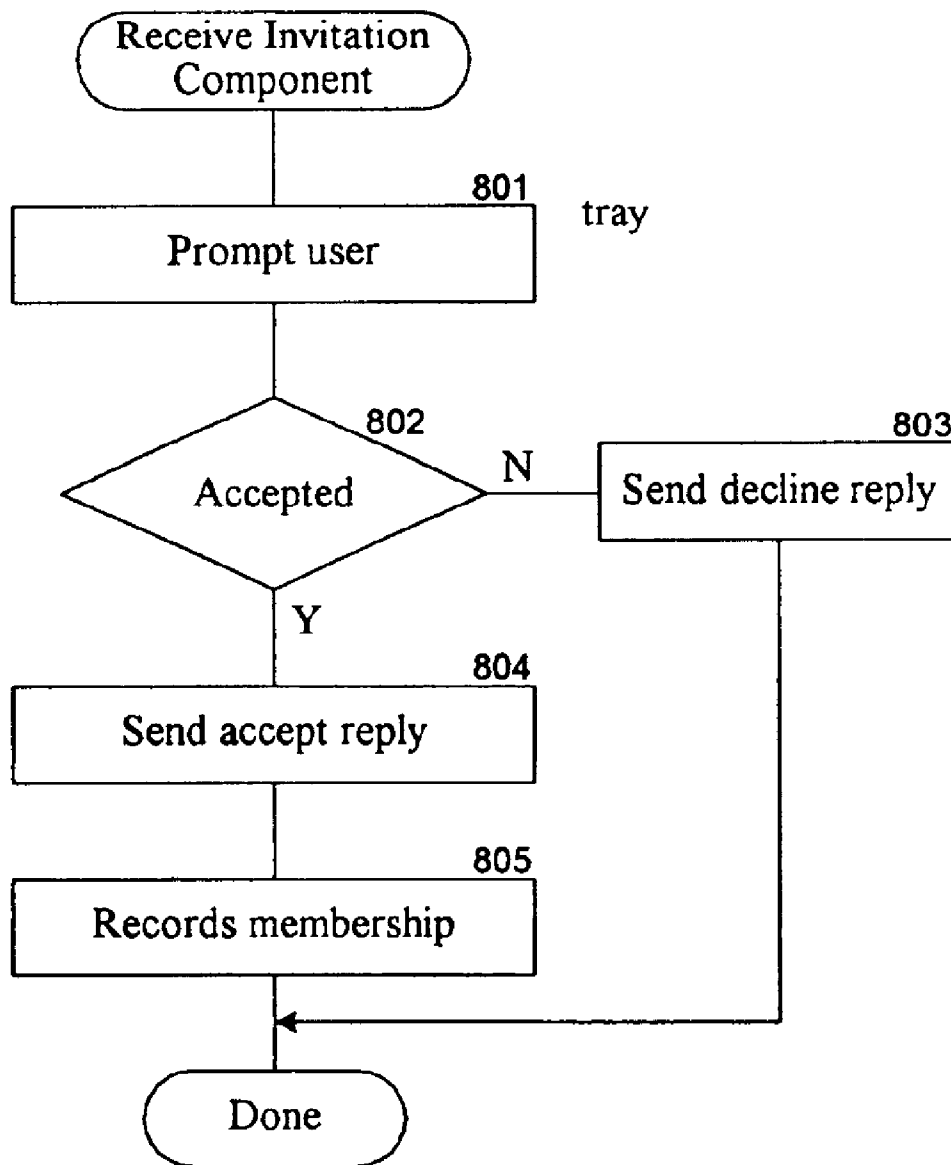 Receive Invitation
Component
801
tray
Prompt user
802
Accepted
N
803
Send decline reply
Y
804
Send accept reply
805
Records membership
Done